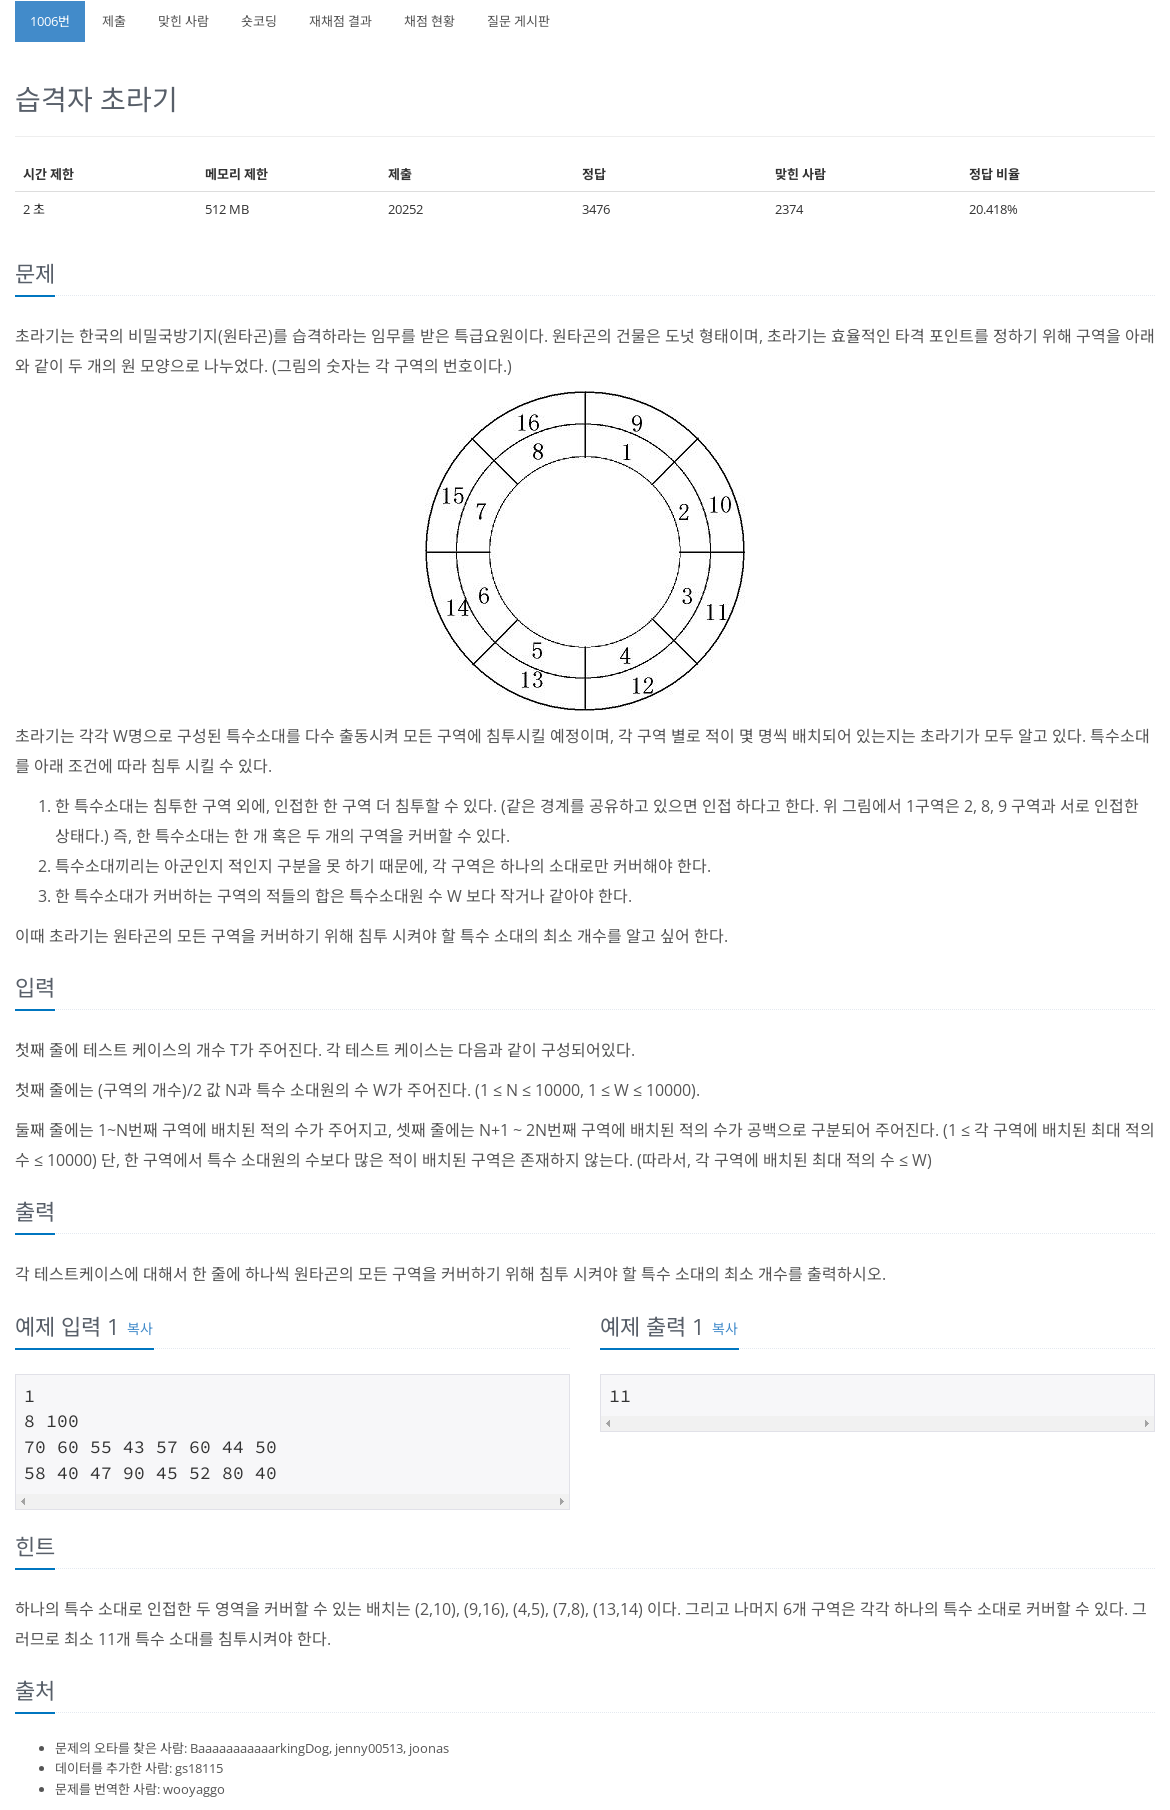 1006번 제출 맞힌 사람 숏코딩 재채점 결과 채점 현황 질문 게시판
습격자 초라기
시간 제한 메모리 제한 제출 정답 맞힌 사람 정답 비율
2 초 512 MB 20252 3476 2374 20.418%
문제
초라기는 한국의 비밀국방기지(원타곤)를 습격하라는 임무를 받은 특급요원이다. 원타곤의 건물은 도넛 형태이며, 초라기는 효율적인 타격 포인트를 정하기 위해 구역을 아래
와 같이 두 개의 원 모양으로 나누었다. (그림의 숫자는 각 구역의 번호이다.)
16 9
8 1
15 10
7 2
14 6 3 11
5 4
13 12
초라기는 각각 W명으로 구성된 특수소대를 다수 출동시켜 모든 구역에 침투시킬 예정이며, 각 구역 별로 적이 몇 명씩 배치되어 있는지는 초라기가 모두 알고 있다. 특수소대
를 아래 조건에 따라 침투 시킬 수 있다.
1. 한 특수소대는 침투한 구역 외에, 인접한 한 구역 더 침투할 수 있다. (같은 경계를 공유하고 있으면 인접 하다고 한다. 위 그림에서 1구역은 2, 8, 9 구역과 서로 인접한
상태다.) 즉, 한 특수소대는 한 개 혹은 두 개의 구역을 커버할 수 있다.
2. 특수소대끼리는 아군인지 적인지 구분을 못 하기 때문에, 각 구역은 하나의 소대로만 커버해야 한다.
3. 한 특수소대가 커버하는 구역의 적들의 합은 특수소대원 수 W 보다 작거나 같아야 한다.
이때 초라기는 원타곤의 모든 구역을 커버하기 위해 침투 시켜야 할 특수 소대의 최소 개수를 알고 싶어 한다.
입력
첫째 줄에 테스트 케이스의 개수 T가 주어진다. 각 테스트 케이스는 다음과 같이 구성되어있다.
첫째 줄에는 (구역의 개수)/2 값 N과 특수 소대원의 수 W가 주어진다. (1 ≤ N ≤ 10000, 1 ≤ W ≤ 10000).
둘째 줄에는 1~N번째 구역에 배치된 적의 수가 주어지고, 셋째 줄에는 N+1 ~ 2N번째 구역에 배치된 적의 수가 공백으로 구분되어 주어진다. (1 ≤ 각 구역에 배치된 최대 적의
수 ≤ 10000) 단, 한 구역에서 특수 소대원의 수보다 많은 적이 배치된 구역은 존재하지 않는다. (따라서, 각 구역에 배치된 최대 적의 수 ≤ W)
출력
각 테스트케이스에 대해서 한 줄에 하나씩 원타곤의 모든 구역을 커버하기 위해 침투 시켜야 할 특수 소대의 최소 개수를 출력하시오.
예제 입력 1 복사
1
8 100
70 60 55 43 57 60 44 50
58 40 47 90 45 52 80 40
예제 출력 1 복사
11
힌트
하나의 특수 소대로 인접한 두 영역을 커버할 수 있는 배치는 (2,10), (9,16), (4,5), (7,8), (13,14) 이다. 그리고 나머지 6개 구역은 각각 하나의 특수 소대로 커버할 수 있다. 그
러므로 최소 11개 특수 소대를 침투시켜야 한다.
출처
문제의 오타를 찾은 사람: BaaaaaaaaaaarkingDog, jenny00513, joonas
데이터를 추가한 사람: gs18115
문제를 번역한 사람: wooyaggo